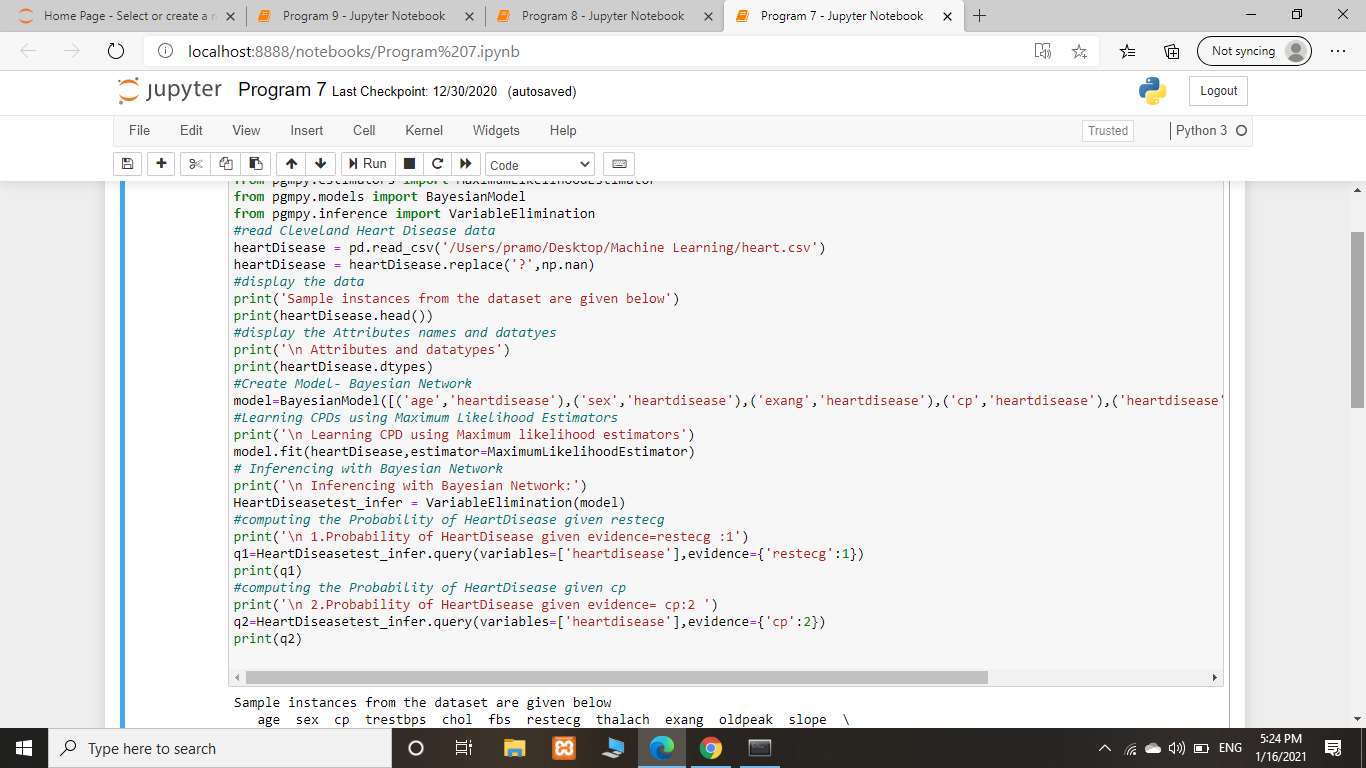 Home Page - Select or create a n
Program 9 - Jupyter Notebook
Program 8 - Jupyter Notebook
Program 7 - Jupyter Notebook
localhost:8888/notebooks/Program%207.ipynb
Not syncing
jupyter Program 7 Last Checkpoint: 12/30/2020 (autosaved)
Logout
File Edit View Insert Cell Kernel Widgets Help
Trusted
Python 3
Run
Code
from pgmpy.estimators import MaximumLikelihoodEstimator
from pgmpy.models import BayesianModel
from pgmpy.inference import VariableElimination
#read Cleveland Heart Disease data
heartDisease = pd.read_csv('/Users/pramo/Desktop/Machine Learning/heart.csv')
heartDisease = heartDisease.replace('?',np.nan)
#display the data
print('Sample instances from the dataset are given below')
print(heartDisease.head())
#display the Attributes names and datatyes
print('\n Attributes and datatypes')
print(heartDisease.dtypes)
#Create Model- Bayesian Network
model=BayesianModel([('age','heartdisease'),('sex','heartdisease'),('exang','heartdisease'),('cp','heartdisease'),('heartdisease'
#Learning CPDs using Maximum Likelihood Estimators
print('\n Learning CPD using Maximum likelihood estimators')
model.fit(heartDisease,estimator=MaximumLikelihoodEstimator)
# Inferencing with Bayesian Network
print('\n Inferencing with Bayesian Network:')
HeartDiseasetest_infer = VariableElimination(model)
#computing the Probability of HeartDisease given restecg
print('\n 1.Probability of HeartDisease given evidence=restecg :1')
q1=HeartDiseasetest_infer.query(variables=['heartdisease'],evidence={'restecg':1})
print(q1)
#computing the Probability of HeartDisease given cp
print('\n 2.Probability of HeartDisease given evidence= cp:2 ')
q2=HeartDiseasetest_infer.query(variables=['heartdisease'],evidence={'cp':2})
print(q2)
Sample instances from the dataset are given below
age sex cp trestbps chol fbs restecg thalach exang oldpeak slope \
Type here to search
ENG
5:24 PM
1/16/2021